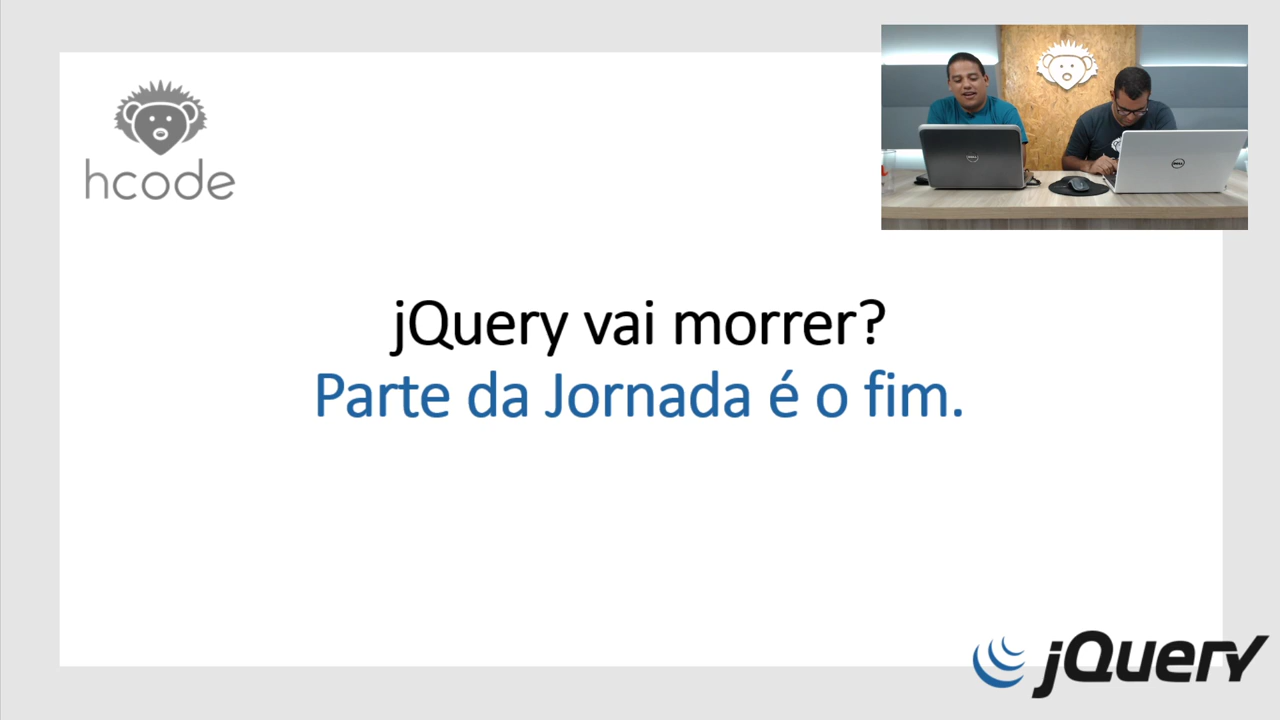 hcode
jQuery vai morrer?
Parte da Jornada é o fim.
jQuery